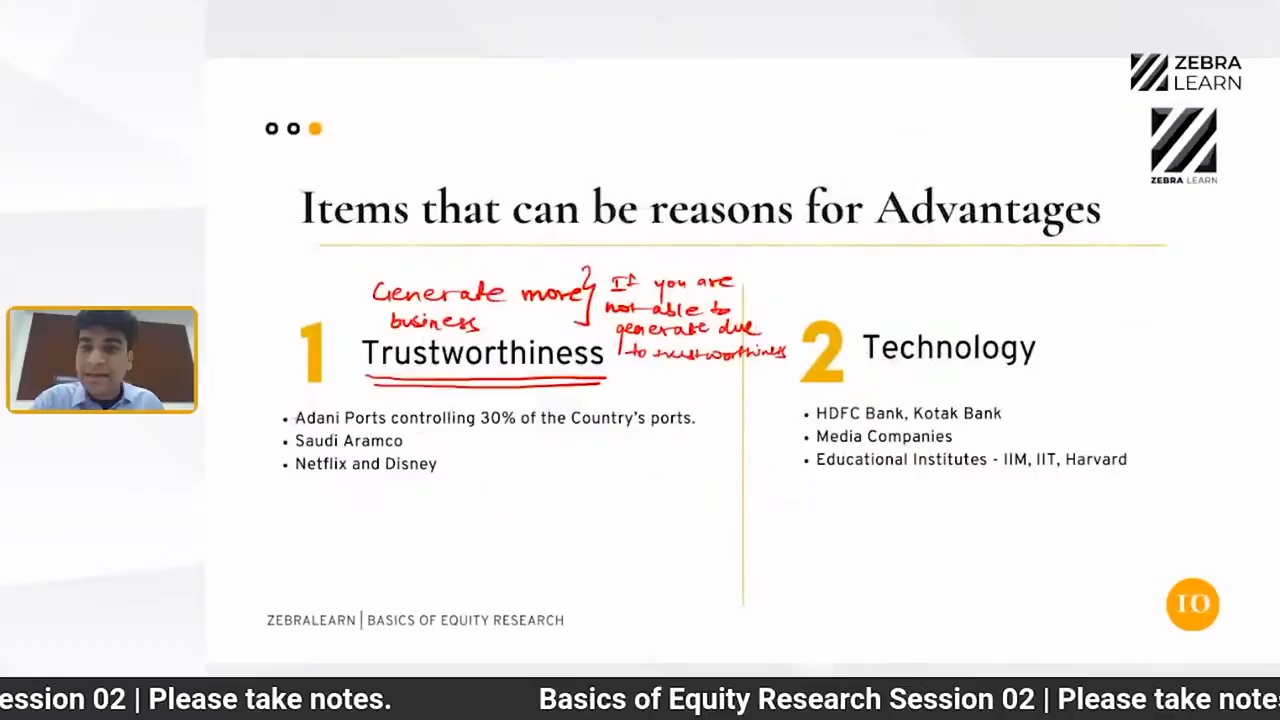 ZEBRA
LEARN
ZEBRA LEARN
Items that can be reasons for Advantages
Generate more
business
If you are
not able to
generate due
to trustworthiness
1 Trustworthiness
• Adani Ports controlling 30% of the Country's ports.
• Saudi Aramco
• Netflix and Disney
2 Technology
• HDFC Bank, Kotak Bank
• Media Companies
• Educational Institutes - IIM, IIT, Harvard
ZEBRALEARN | BASICS OF EQUITY RESEARCH
10
ession 02 | Please take notes. Basics of Equity Research Session 02 | Please take note